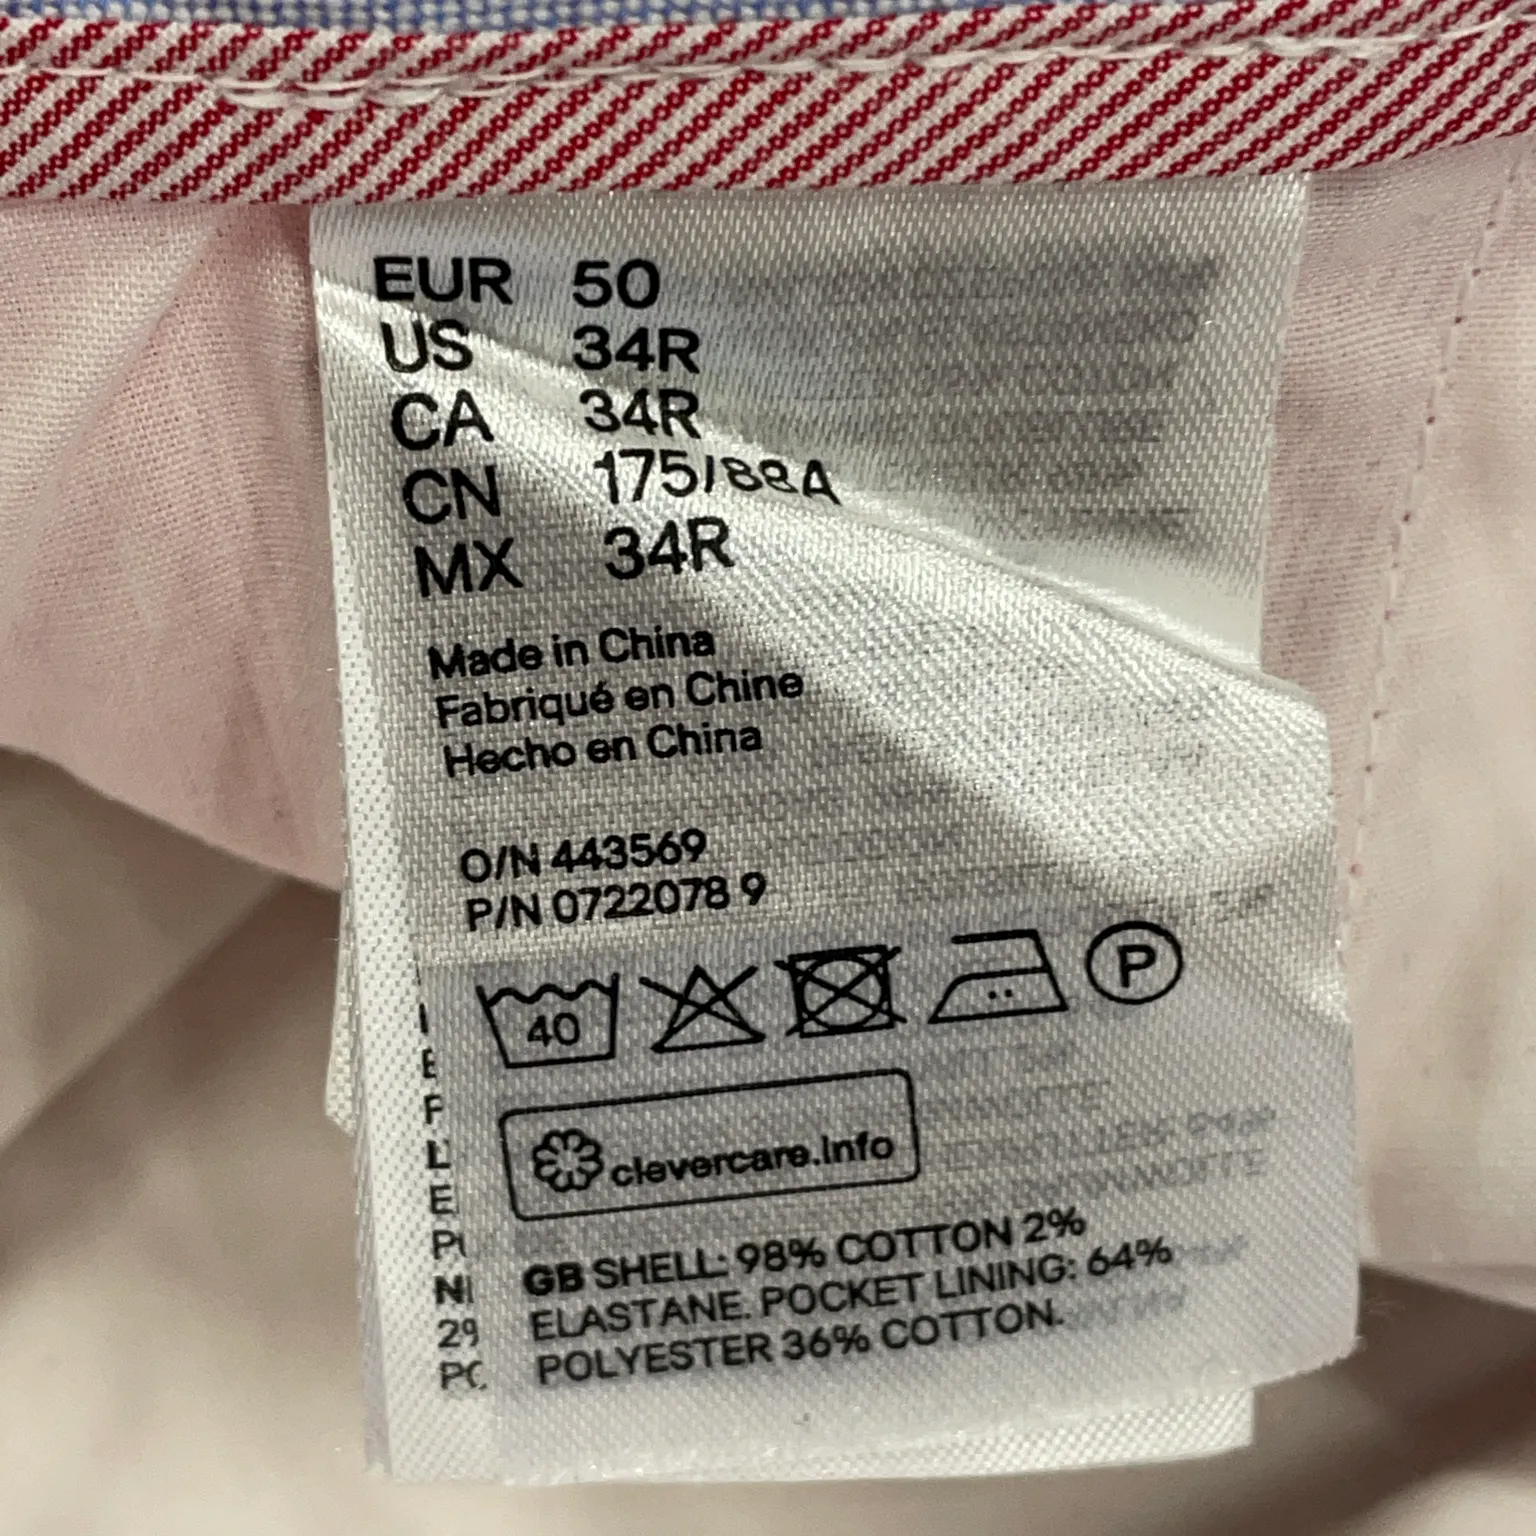 EUR 50
US 34R
CA 34R
CN 175/88A
MX 34R
Made in China
Fabriqué en Chine
Hecho en China
O/N 443569
P/N 0722078 9
40
P
clevercare.info
GB SHELL: 98% COTTON 2%
ELASTANE. POCKET LINING: 64%
POLYESTER 36% COTTON.